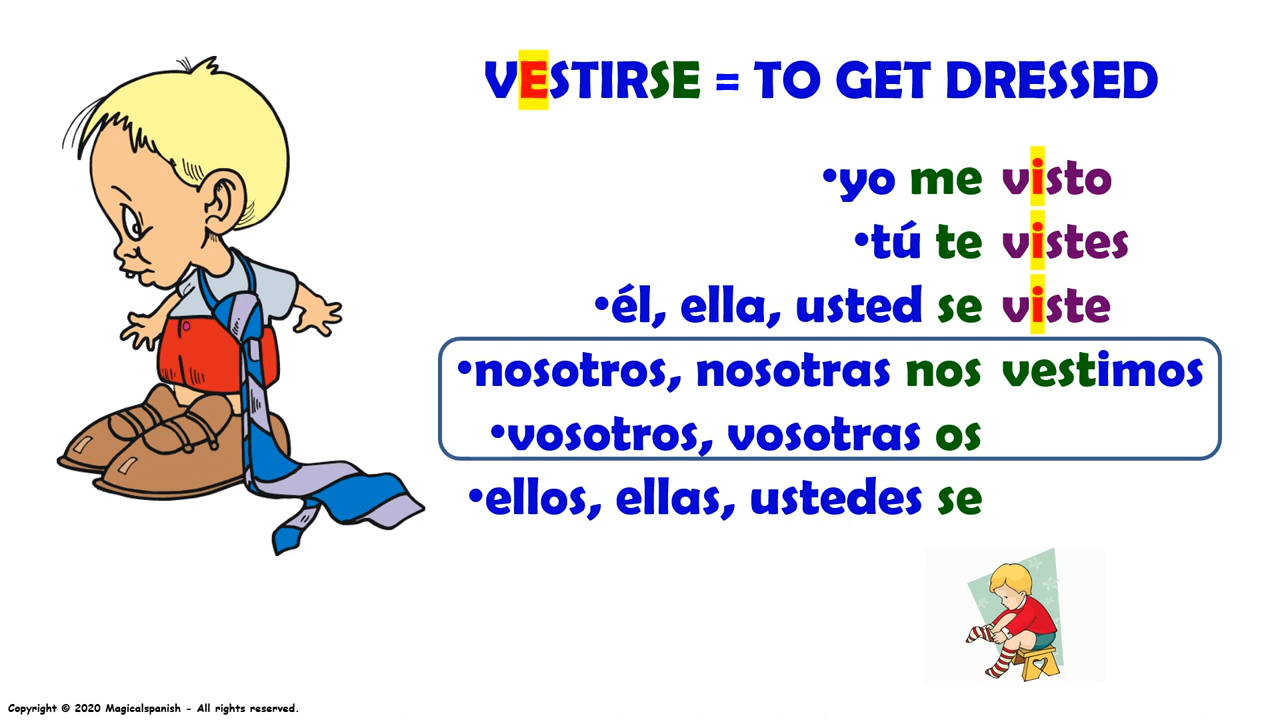 VESTIRSE = TO GET DRESSED
•yo me visto
•tú te vistes
•él, ella, usted se viste
•nosotros, nosotras nos vestimos
•vosotros, vosotras os
•ellos, ellas, ustedes se
Copyright © 2020 Magicalspanish - All rights reserved.